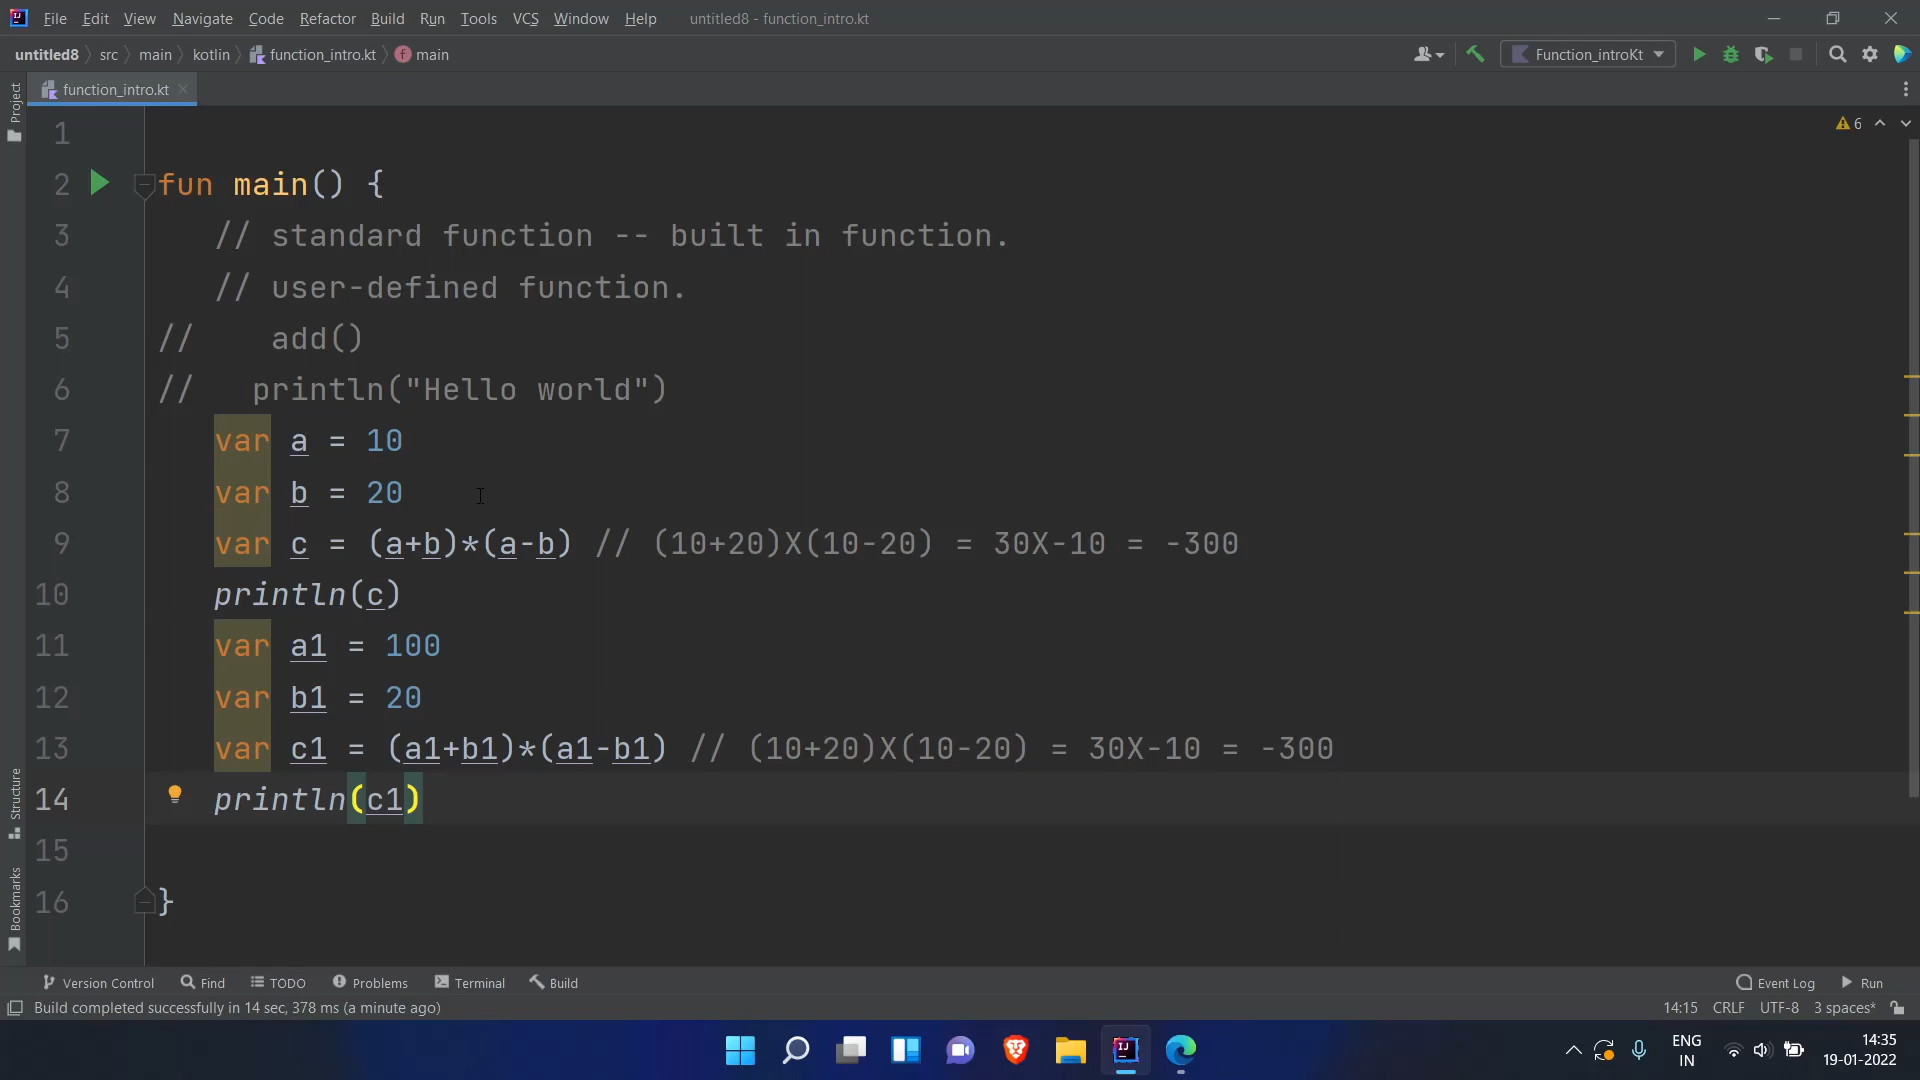 File Edit View Navigate Code Refactor Build Run Tools VCS Window Help untitled8 - function_intro.kt
untitled8 src main kotlin function_intro.kt main Function_introKt
function_intro.kt
Project
6
1
2 fun main() {
3 // standard function -- built in function.
4 // user-defined function.
5 // add()
6 // println("Hello world")
7 var a = 10
8 var b = 20
9 var c = (a+b)*(a-b) // (10+20)X(10-20) = 30X-10 = -300
10 println(c)
11 var a1 = 100
12 var b1 = 20
13 var c1 = (a1+b1)*(a1-b1) // (10+20)X(10-20) = 30X-10 = -300
14 println(c1)
15
16 }
Structure
Bookmarks
Version Control Find TODO Problems Terminal Build Event Log Run
Build completed successfully in 14 sec, 378 ms (a minute ago) 14:15 CRLF UTF-8 3 spaces*
ENG
IN
14:35
19-01-2022